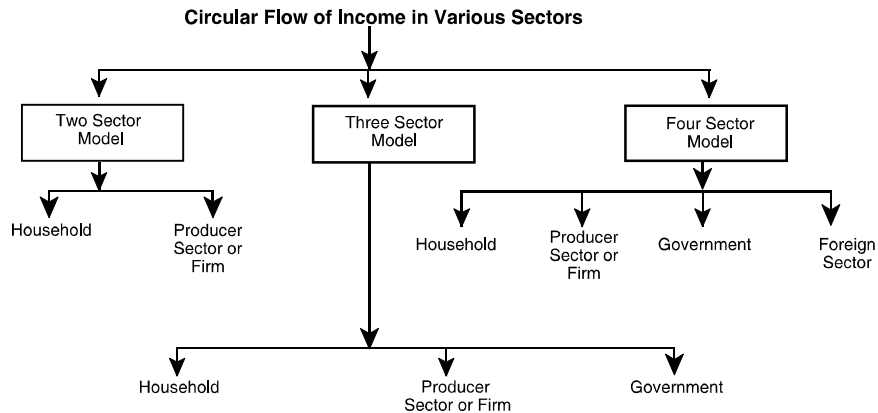 Circular Flow of Income in Various Sectors
Two Sector
Model
Three Sector
Model
Four Sector
Model
Household
Producer
Sector or
Firm
Household
Producer
Sector or
Firm
Government
Foreign
Sector
Household
Producer
Sector or Firm
Government